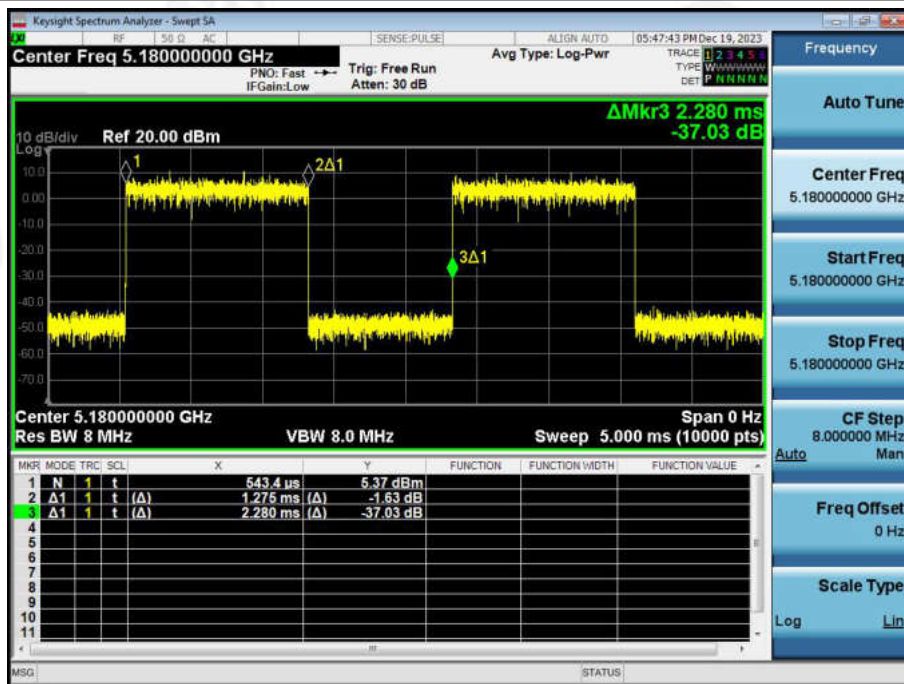 Keysight Spectrum Analyzer - Swept SA
RF 50 Ω AC SENSE:PULSE ALIGN AUTO 05:47:43 PM Dec 19, 2023
Center Freq 5.180000000 GHz
PNO: Fast Trig: Free Run Avg Type: Log-Pwr TRACE 1 2 3 4 5 6
IFGain:Low Atten: 30 dB TYPE WWWWWW
DET P N N N N N
Frequency
Auto Tune
Center Freq
5.180000000 GHz
Start Freq
5.180000000 GHz
Stop Freq
5.180000000 GHz
CF Step
8.000000 MHz
Auto Man
Freq Offset
0 Hz
Scale Type
Log Lin
ΔMkr3 2.280 ms
-37.03 dB
10 dB/div Ref 20.00 dBm
Log
10.0
0.00
-10.0
-20.0
-30.0
-40.0
-50.0
-60.0
-70.0
1
2Δ1
3Δ1
Center 5.180000000 GHz Span 0 Hz
Res BW 8 MHz VBW 8.0 MHz Sweep 5.000 ms (10000 pts)
MKR MODE TRC SCL X Y FUNCTION FUNCTION WIDTH FUNCTION VALUE
1 N 1 t 543.4 µs 5.37 dBm
2 Δ1 1 t (Δ) 1.275 ms (Δ) -1.63 dB
3 Δ1 1 t (Δ) 2.280 ms (Δ) -37.03 dB
4
5
6
7
8
9
10
11
MSG STATUS